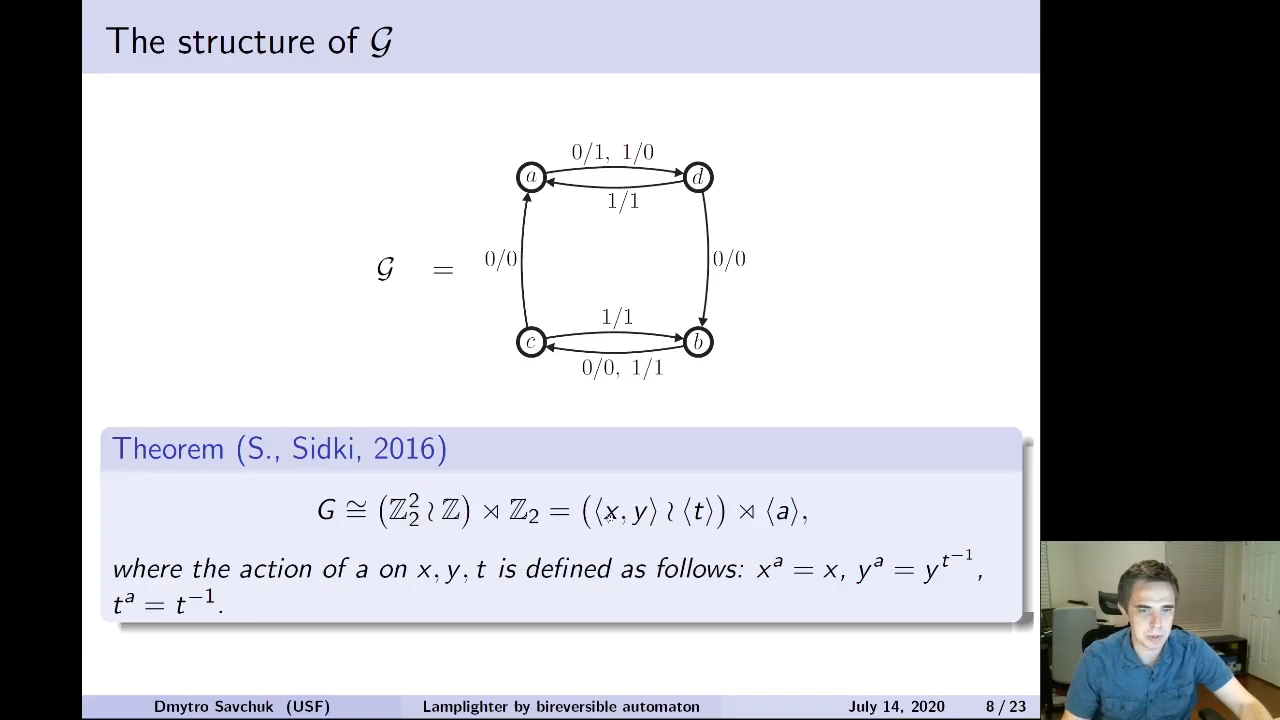 The structure of 𝒢
0/1, 1/0
a
d
1/1
0/0
0/0
𝒢 =
1/1
c
b
0/0, 1/1
Theorem (S., Sidki, 2016)
G ≅ (ℤ₂² ≀ ℤ) ⋊ ℤ₂ = (⟨x, y⟩ ≀ ⟨t⟩) ⋊ ⟨a⟩,
where the action of a on x, y, t is defined as follows: xᵃ = x, yᵃ = y^{t^{-1}},
tᵃ = t⁻¹.
Dmytro Savchuk (USF) Lamplighter by bireversible automaton July 14, 2020 8 / 23